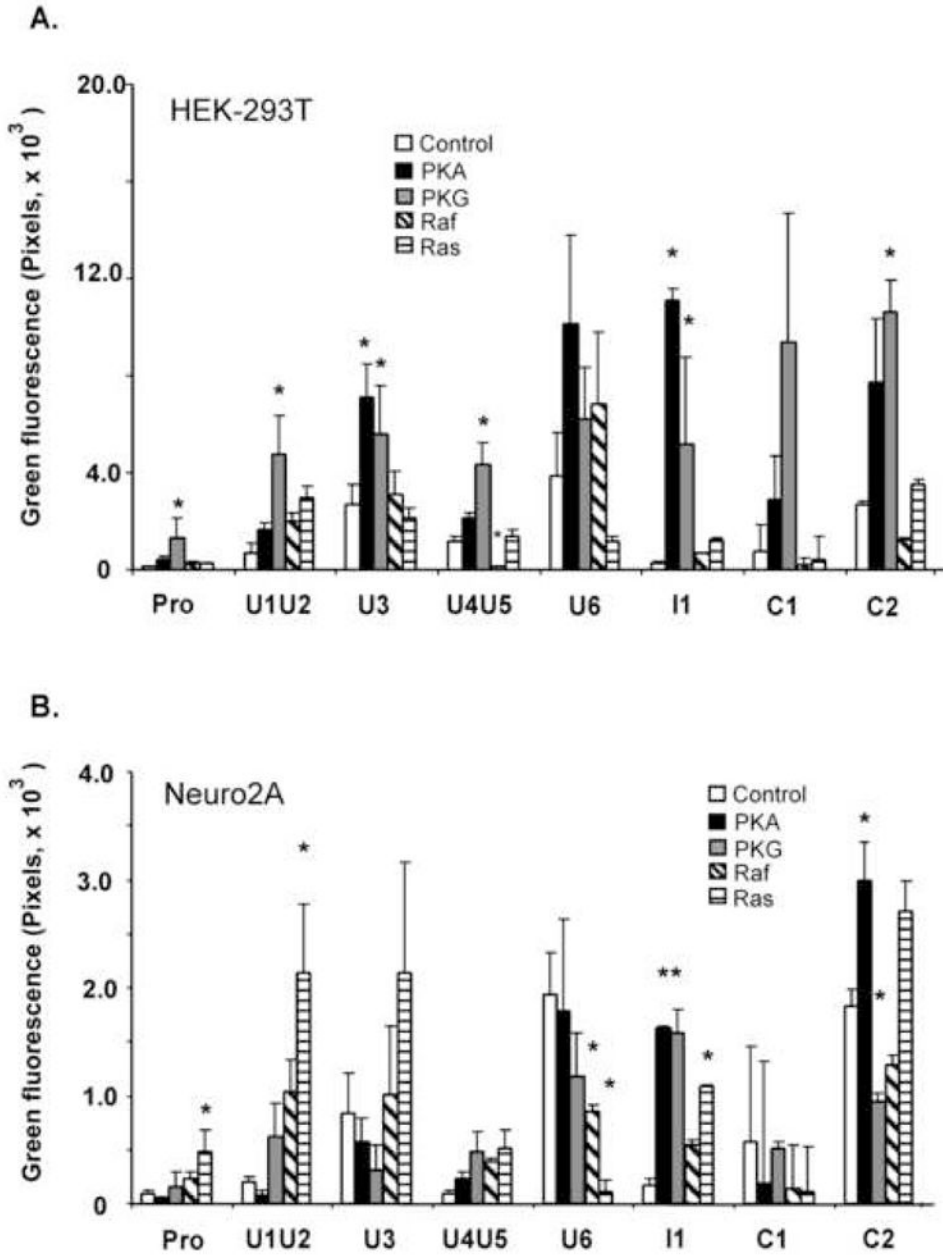 A.
HEK-293T
Green fluorescence (Pixels, x 10³)
20.0
12.0
4.0
0
Control
PKA
PKG
Raf
Ras
* * * * * * * * *
Pro U1U2 U3 U4U5 U6 I1 C1 C2
B.
Neuro2A
Green fluorescence (Pixels, x 10³)
4.0
3.0
2.0
1.0
0
Control
PKA
PKG
Raf
Ras
* * * * ** * * *
Pro U1U2 U3 U4U5 U6 I1 C1 C2